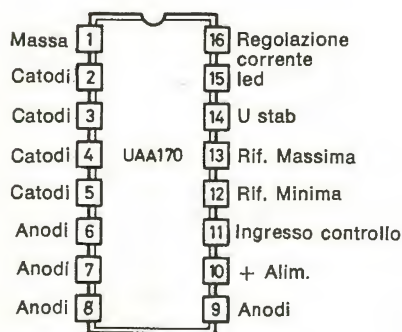 Massa 1 16 Regolazione
corrente
Catodi 2 15 led
Catodi 3 14 U stab
Catodi 4 UAA170 13 Rif. Massima
Catodi 5 12 Rif. Minima
Anodi 6 11 Ingresso controllo
Anodi 7 10 + Alim.
Anodi 8 9 Anodi